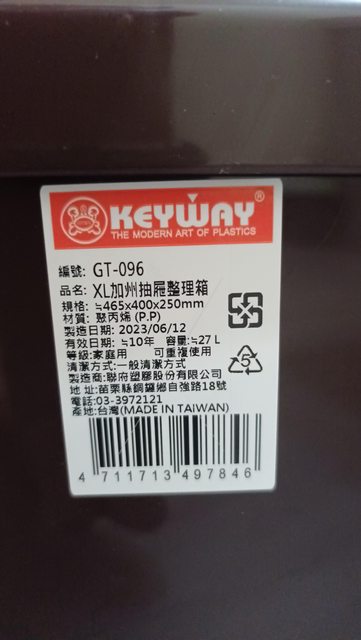 KEYWAY®
THE MODERN ART OF PLASTICS
編號: GT-096
品名: XL加州抽屜整理箱
規格: ≒465x400x250mm
材質: 聚丙烯 (P.P)
製造日期: 2023/06/12
有效日期: ≒10年 容量:≒27 L
等級:家庭用 可重複使用
清潔方式:一般清潔方式
製造商:聯府塑膠股份有限公司
地 址:苗栗縣銅鑼鄉自強路18號
電話:03-3972121
產地:台灣(MADE IN TAIWAN)
5
4 711713 497846